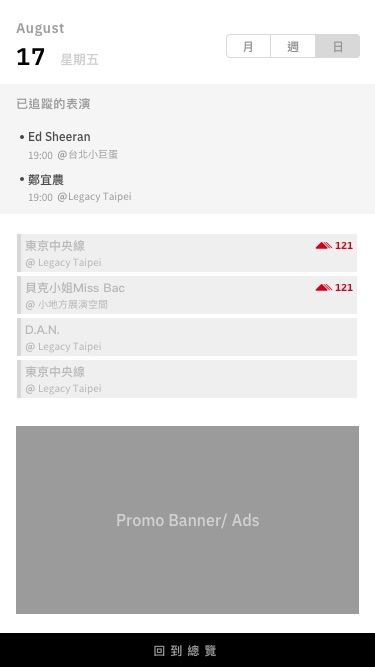 August
17 星期五
月 週 日
已追蹤的表演
• Ed Sheeran
19:00 @台北小巨蛋
• 鄭宜農
19:00 @Legacy Taipei
東京中央線 121
@ Legacy Taipei
貝克小姐Miss Bac 121
@ 小地方展演空間
D.A.N.
@ Legacy Taipei
東京中央線
@ Legacy Taipei
Promo Banner/ Ads
回到總覽